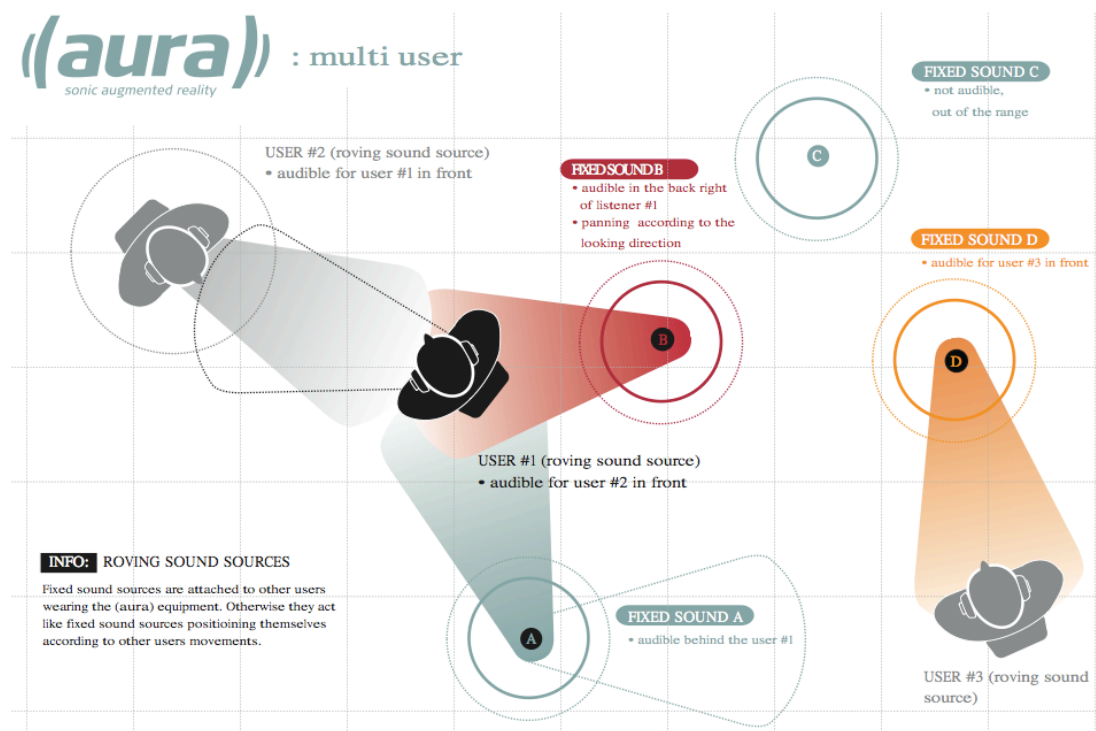 ((aura))
sonic augmented reality
: multi user
FIXED SOUND C
• not audible,
out of the range
USER #2 (roving sound source)
• audible for user #1 in front
FIXED SOUND B
• audible in the back right
of listener #1
• panning according to the
looking direction
C
FIXED SOUND D
• audible for user #3 in front
B
D
USER #1 (roving sound source)
• audible for user #2 in front
INFO: ROVING SOUND SOURCES
Fixed sound sources are attached to other users
wearing the (aura) equipment. Otherwise they act
like fixed sound sources positioining themselves
according to other users movements.
A
FIXED SOUND A
• audible behind the user #1
USER #3 (roving sound
source)